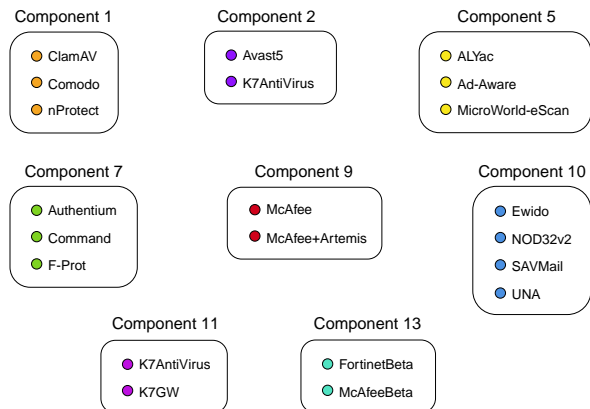 Component 1
ClamAV
Comodo
nProtect
Component 2
Avast5
K7AntiVirus
Component 5
ALYac
Ad-Aware
MicroWorld-eScan
Component 7
Authentium
Command
F-Prot
Component 9
McAfee
McAfee+Artemis
Component 10
Ewido
NOD32v2
SAVMail
UNA
Component 11
K7AntiVirus
K7GW
Component 13
FortinetBeta
McAfeeBeta